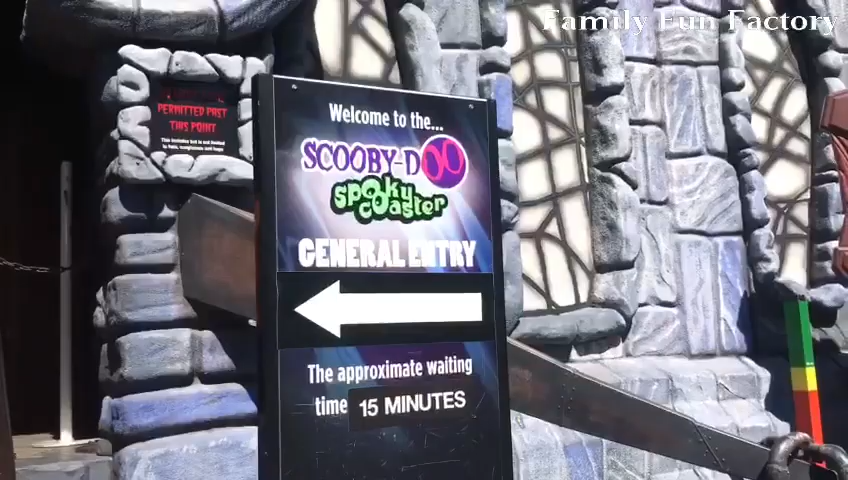 Family Fun Factory
PERMITTED PAST
THIS POINT
Welcome to the...
SCOOBY-DOO
Spooky
Coaster
GENERAL ENTRY
The approximate waiting
time 15 MINUTES